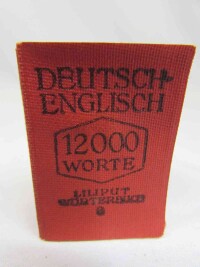 DEUTSCH-
ENGLISCH
12000
WORTE
LILIPUT
WÖRTERBUCH